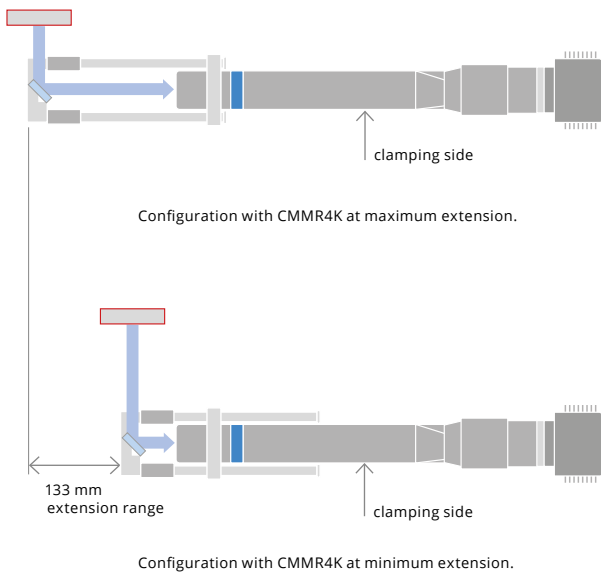 clamping side
Configuration with CMMR4K at maximum extension.
133 mm
extension range
clamping side
Configuration with CMMR4K at minimum extension.